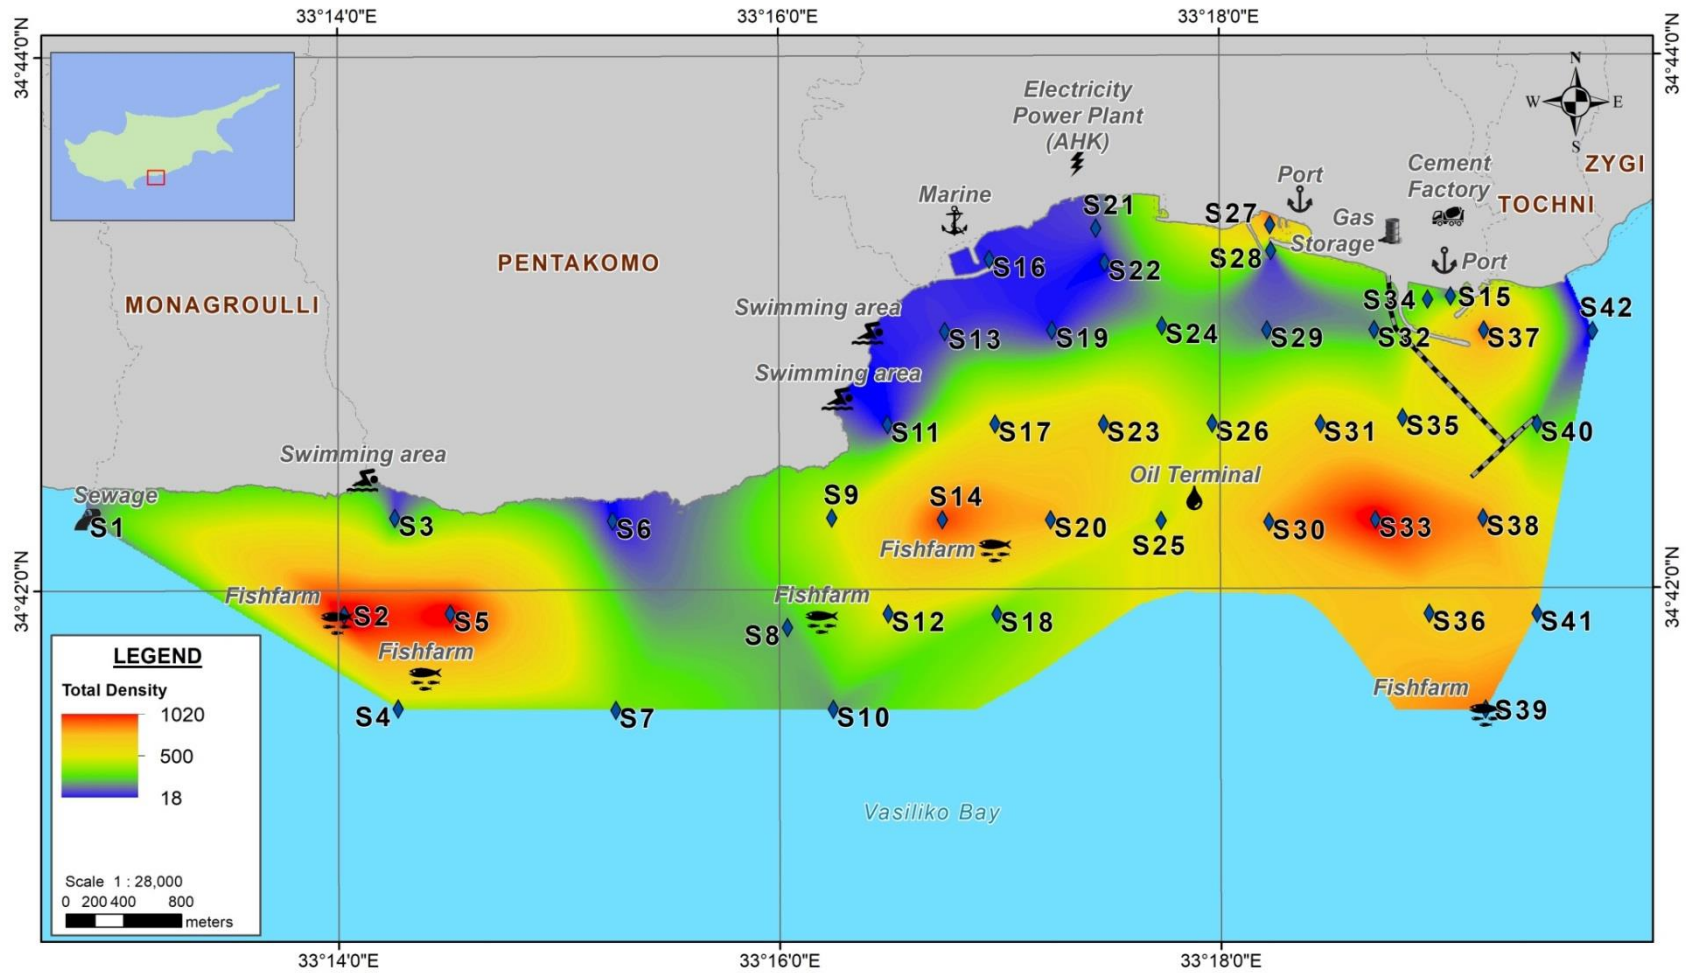 33°14'0"E
33°16'0"E
33°18'0"E
34°44'0"N
34°44'0"N
N
W
E
S
Electricity
Power Plant
(AHK)
Marine
Port
Cement
Factory
ZYGI
TOCHNI
Gas
Storage
Port
PENTAKOMO
MONAGROULLI
S21
S27
S28
S16
S22
S34
S15
S42
Swimming area
S13
S19
S24
S29
S32
S37
Swimming area
S11
S17
S23
S26
S31
S35
S40
Swimming area
Oil Terminal
Sewage
S1
S3
S6
S9
S14
S20
S25
S30
S33
S38
Fishfarm
34°42'0"N
34°42'0"N
Fishfarm
S2
S5
Fishfarm
S8
S12
S18
S36
S41
Fishfarm
Fishfarm
S4
S7
S10
S39
LEGEND
Total Density
1020
500
18
Scale 1 : 28,000
0 200 400 800
meters
Vasiliko Bay
33°14'0"E
33°16'0"E
33°18'0"E